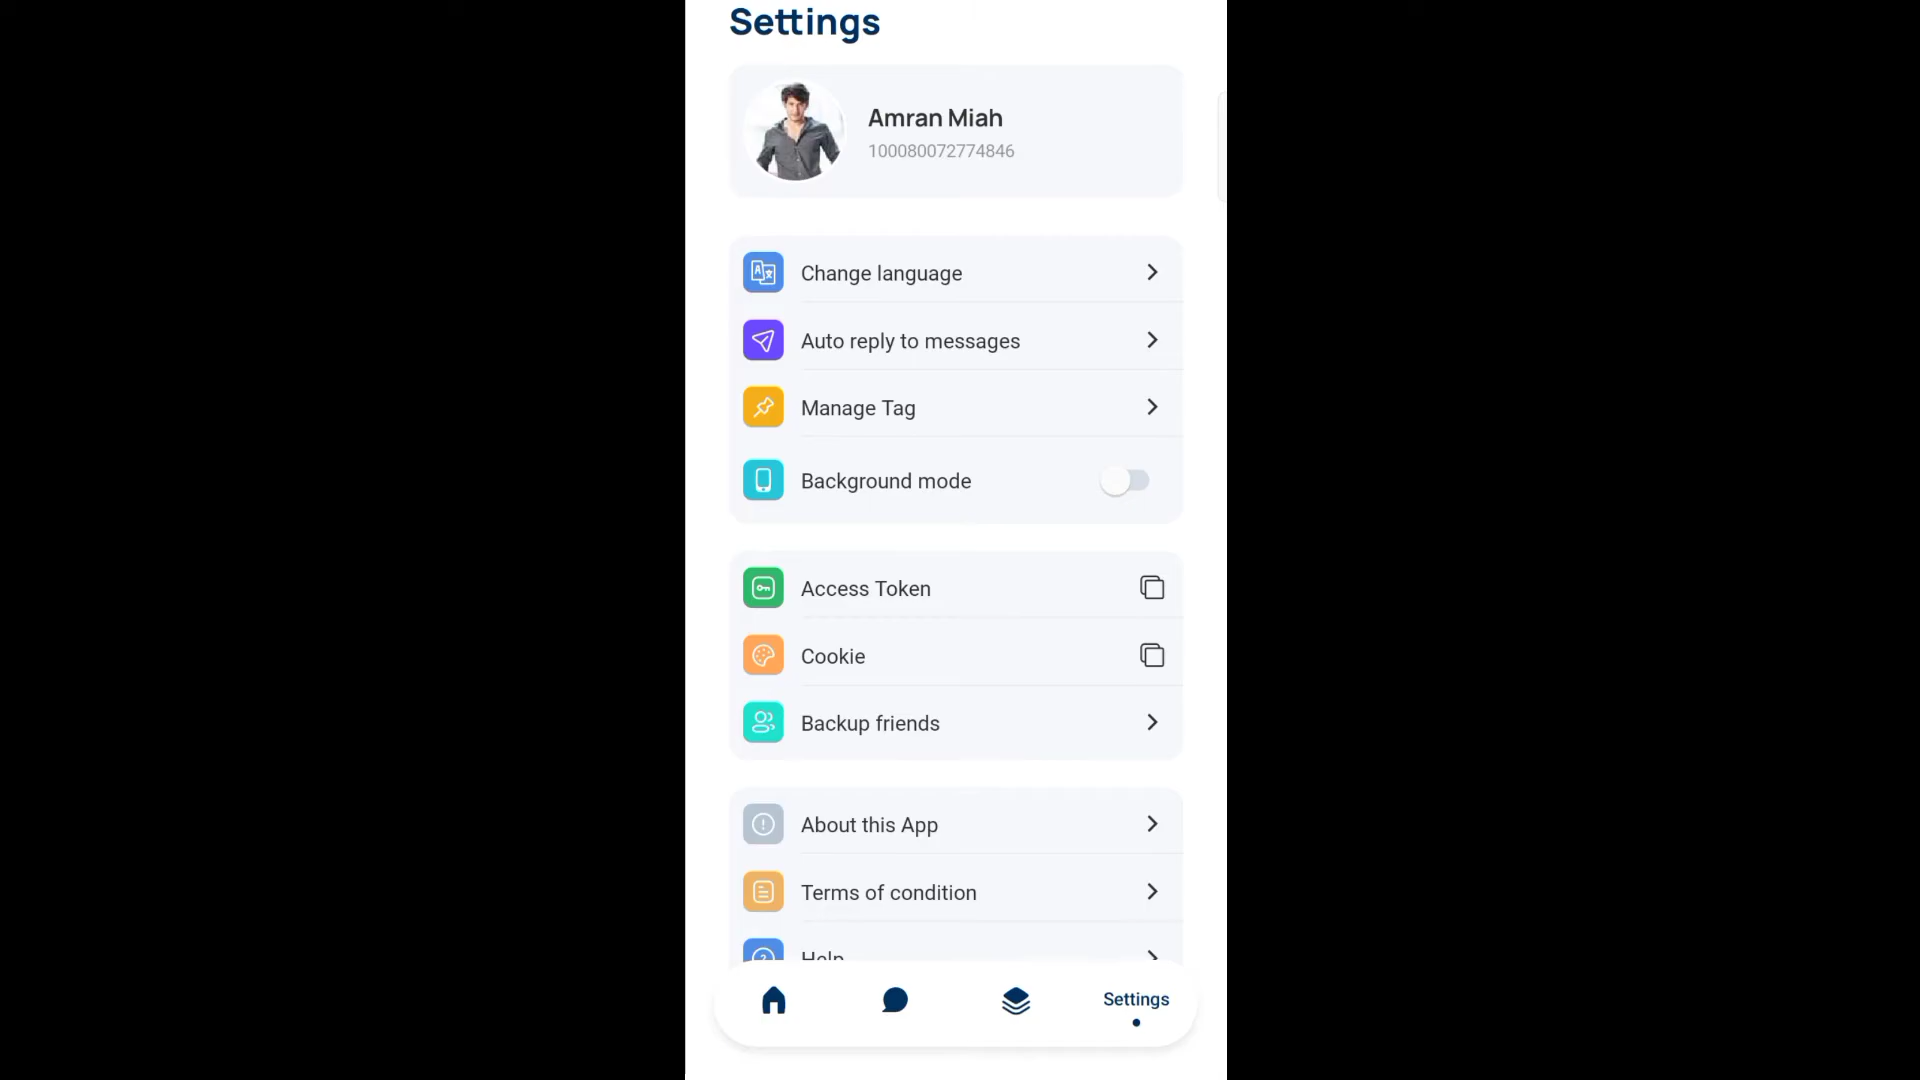 Settings
Amran Miah
100080072774846
Change language
Auto reply to messages
Manage Tag
Background mode
Access Token
Cookie
Backup friends
About this App
Terms of condition
Help
Settings